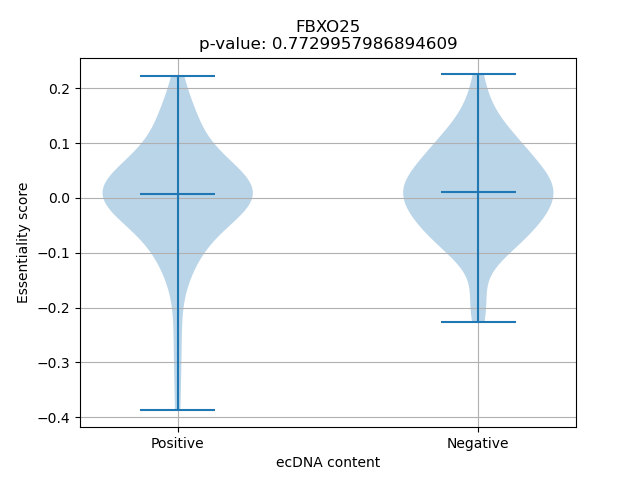 FBXO25
p-value: 0.7729957986894609
Essentiality score
0.2
0.1
0.0
−0.1
−0.2
−0.3
−0.4
Positive
Negative
ecDNA content